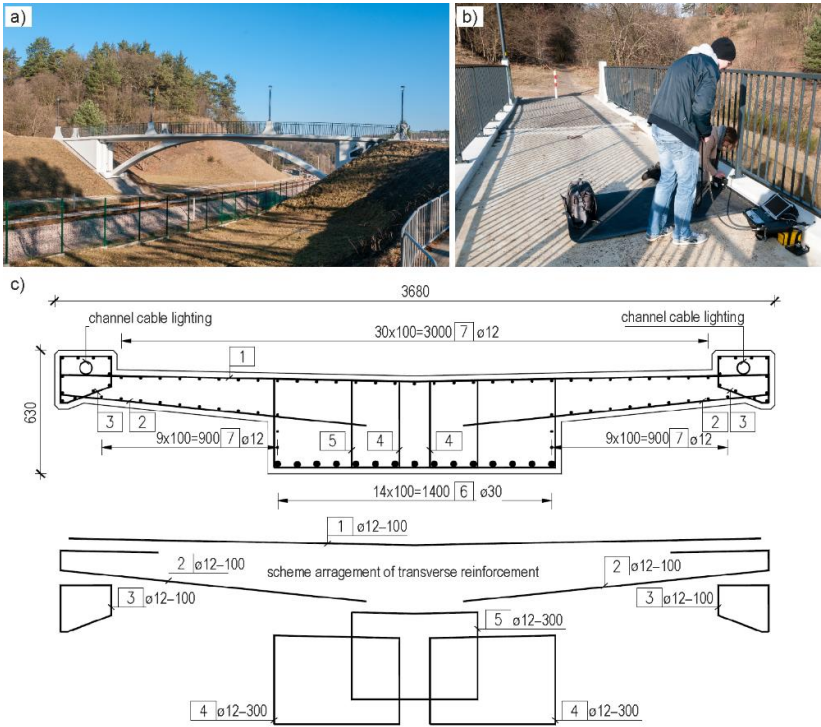 a)
b)
c)
3680
channel cable lighting
channel cable lighting
30x100=3000 7 ø12
1
630
3 2
2 3
9x100=900 7 ø12
5 4 4
9x100=900 7 ø12
14x100=1400 6 ø30
1 ø12–100
2 ø12–100
scheme arragement of transverse reinforcement
2 ø12–100
3 ø12–100
3 ø12–100
5 ø12–300
4 ø12–300
4 ø12–300